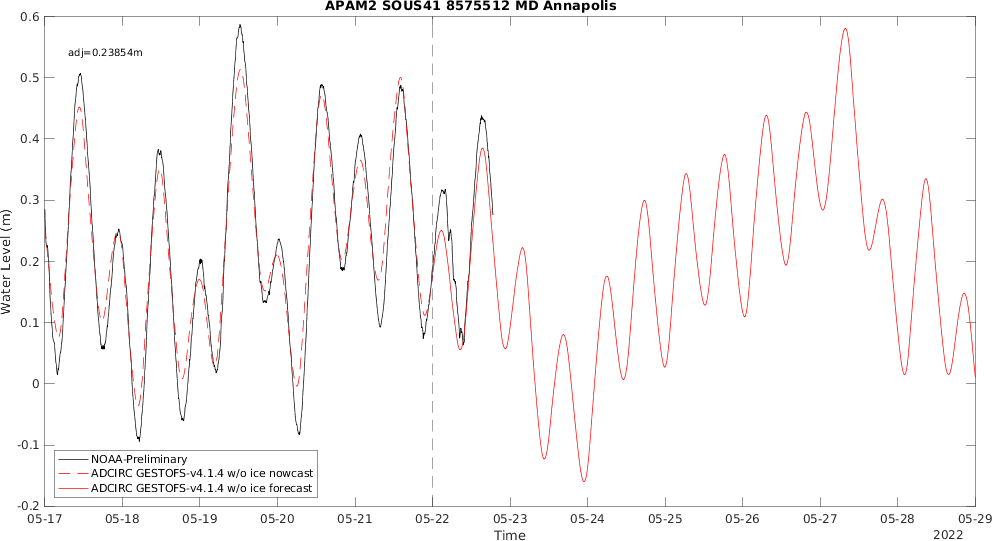 APAM2 SOUS41 8575512 MD Annapolis
adj=0.23854m
0.6
0.5
0.4
0.3
0.2
0.1
0
-0.1
-0.2
Water Level (m)
NOAA-Preliminary
ADCIRC GESTOFS-v4.1.4 w/o ice nowcast
ADCIRC GESTOFS-v4.1.4 w/o ice forecast
05-17 05-18 05-19 05-20 05-21 05-22 05-23 05-24 05-25 05-26 05-27 05-28 05-29
Time
2022